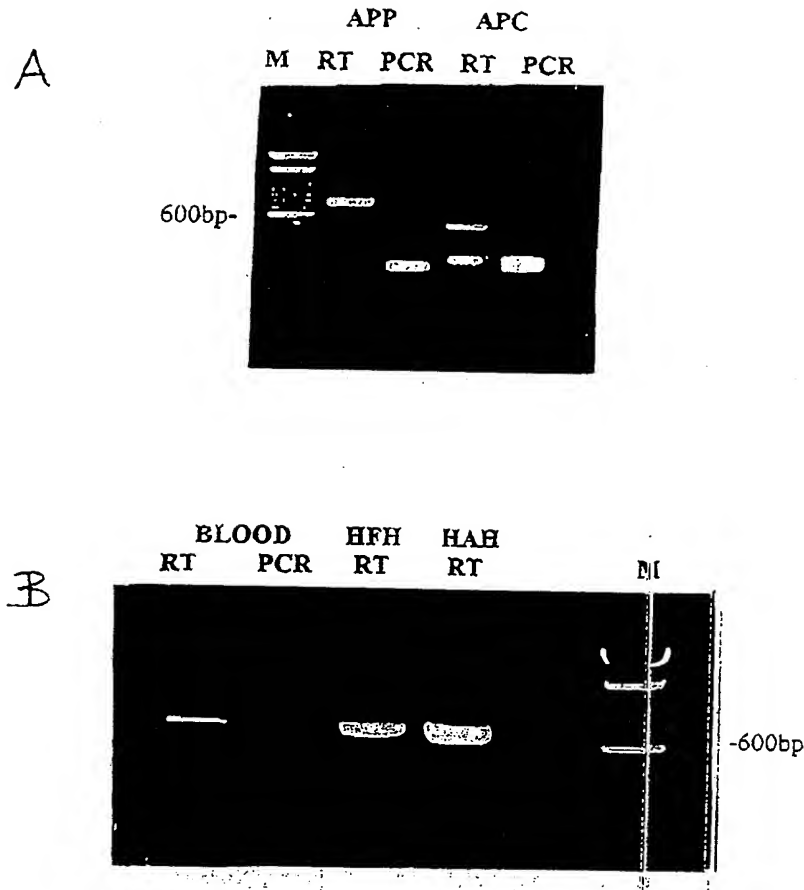 APP APC
A
M RT PCR RT PCR
600bp-
BLOOD HFH HAH
RT PCR RT RT M
B
-600bp